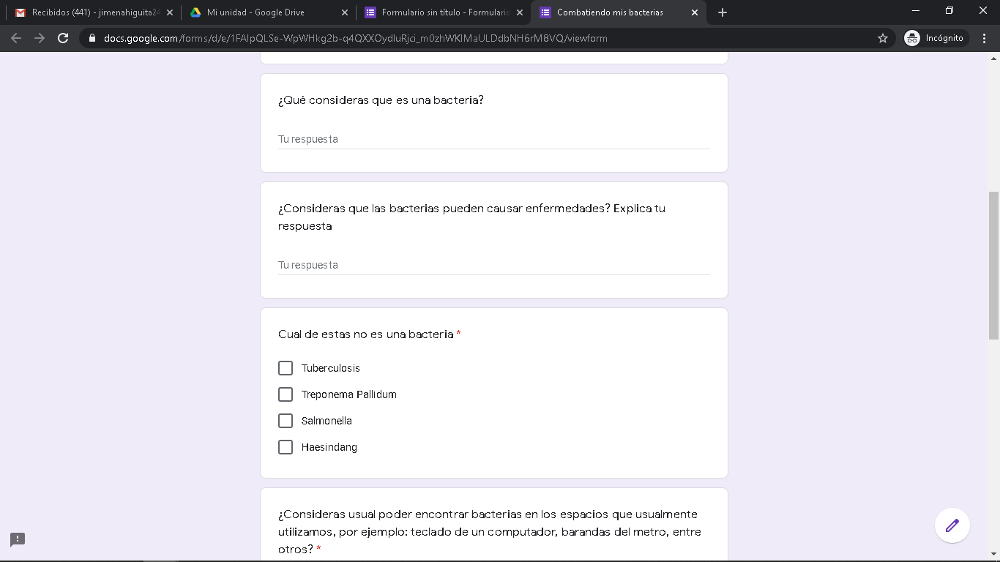 Recibidos (441) - jimenahiguita24
Mi unidad - Google Drive
Formulario sin título - Formulario
Combatiendo mis bacterias
docs.google.com/forms/d/e/1FAIpQLSe-WpWHkg2b-q4QXXOydluRjci_m0zhWKlMaULDdbNH6rM8VQ/viewform
Incógnito
¿Qué consideras que es una bacteria?
Tu respuesta
¿Consideras que las bacterias pueden causar enfermedades? Explica tu
respuesta
Tu respuesta
Cual de estas no es una bacteria *
Tuberculosis
Treponema Pallidum
Salmonella
Haesindang
¿Consideras usual poder encontrar bacterias en los espacios que usualmente
utilizamos, por ejemplo: teclado de un computador, barandas del metro, entre
otros? *